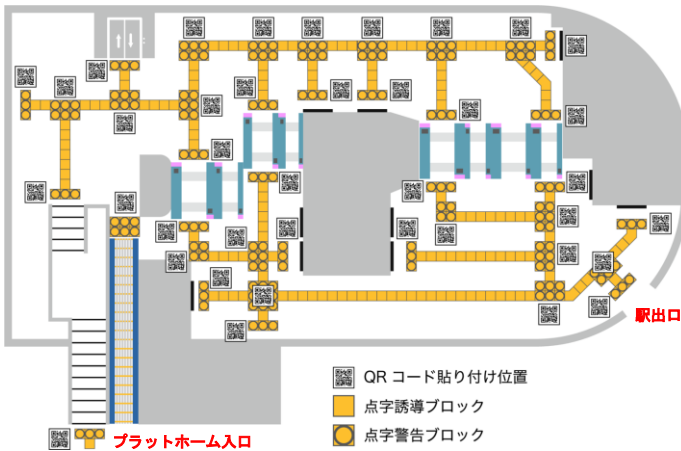 駅出口
QR コード貼り付け位置
点字誘導ブロック
点字警告ブロック
プラットホーム入口